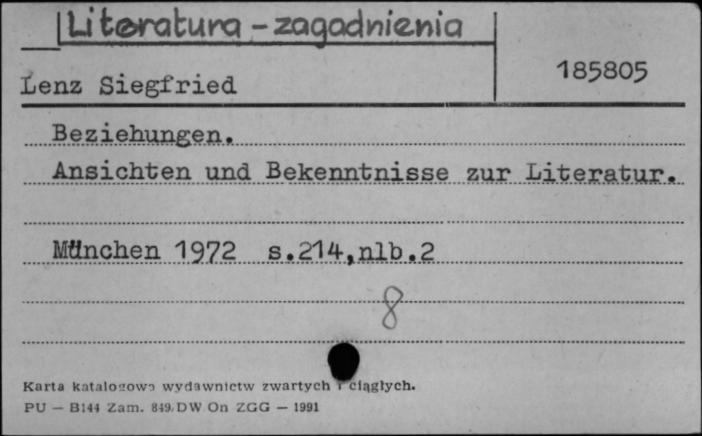 Literatura - zagadnienia
Lenz Siegfried
185805
Beziehungen.
Ansichten und Bekenntnisse zur Literatur.
München 1972 s.214,nlb.2
8
Karta katalogowa wydawnictw zwartych i ciągłych.
PU — B144 Zam. 849/DW On ZGG — 1991